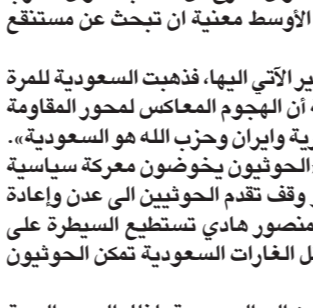 الأوسط معنية ان تبحث عن مستنقع
ير الآتي اليها، فذهبت السعودية للمرة
أن الهجوم المعاكس لمحور المقاومة
رية وايران وحزب الله هو السعودية».
الحوثيون يخوضون معركة سياسية
وقف تقدم الحوثيين الى عدن وإعادة
منصور هادي تستطيع السيطرة على
ل الغارات السعودية تمكن الحوثيون